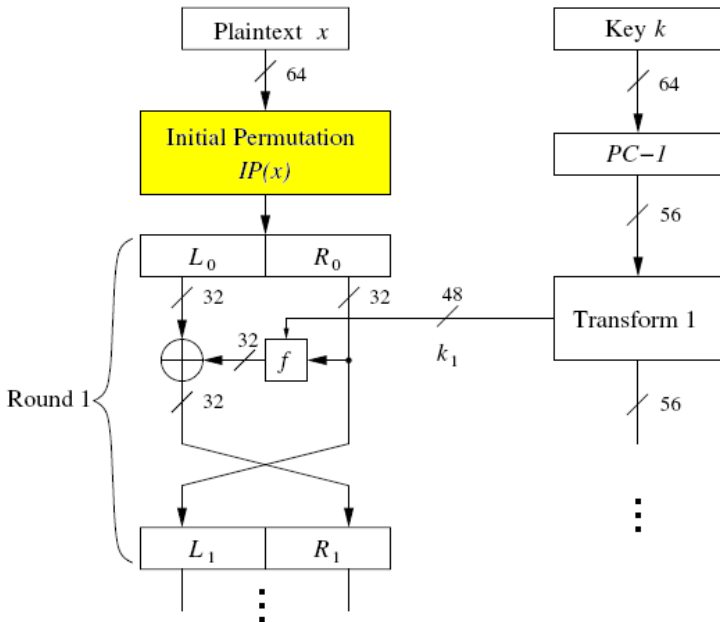 Plaintext x
Key k
64
64
Initial Permutation
IP(x)
PC-1
56
L0
R0
32
32
48
Transform 1
32
f
k1
Round 1
32
56
L1
R1